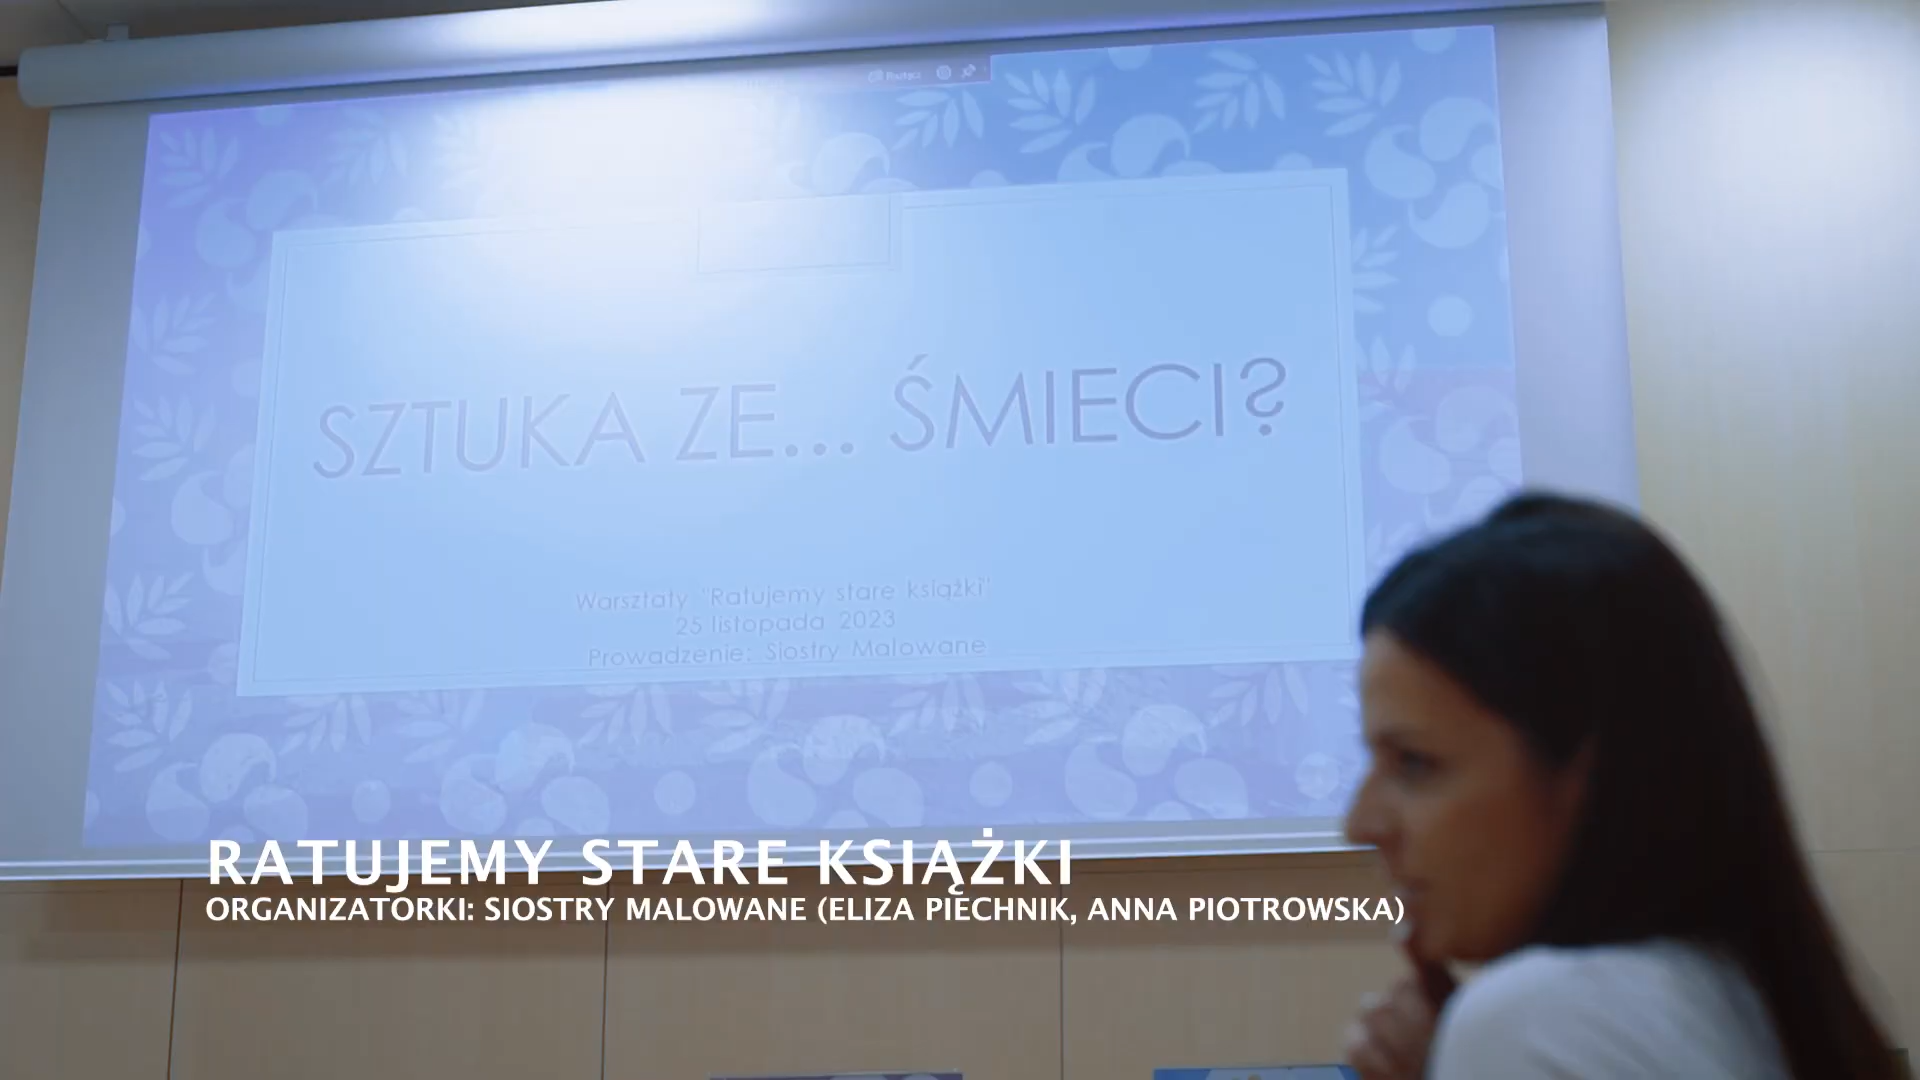 Rozłącz
SZTUKA ZE... ŚMIECI?
Warsztaty "Ratujemy stare książki"
25 listopada 2023
Prowadzenie: Siostry Malowane
RATUJEMY STARE KSIĄŻKI
ORGANIZATORKI: SIOSTRY MALOWANE (ELIZA PIECHNIK, ANNA PIOTROWSKA)